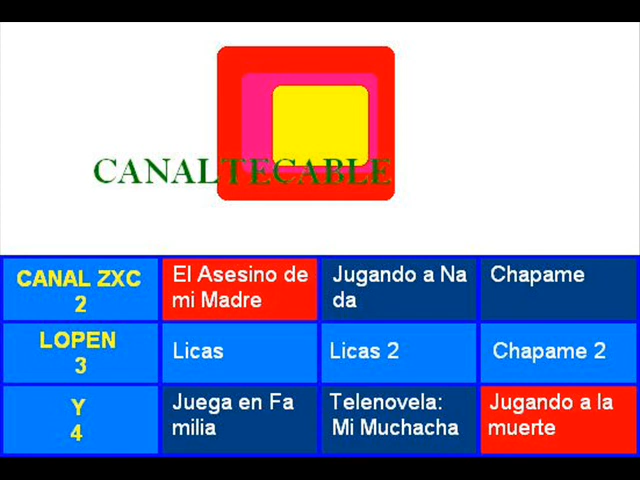 CANALTECABLE
CANAL ZXC
2
El Asesino de
mi Madre
Jugando a Na
da
Chapame
LOPEN
3
Licas
Licas 2
Chapame 2
Y
4
Juega en Fa
milia
Telenovela:
Mi Muchacha
Jugando a la
muerte